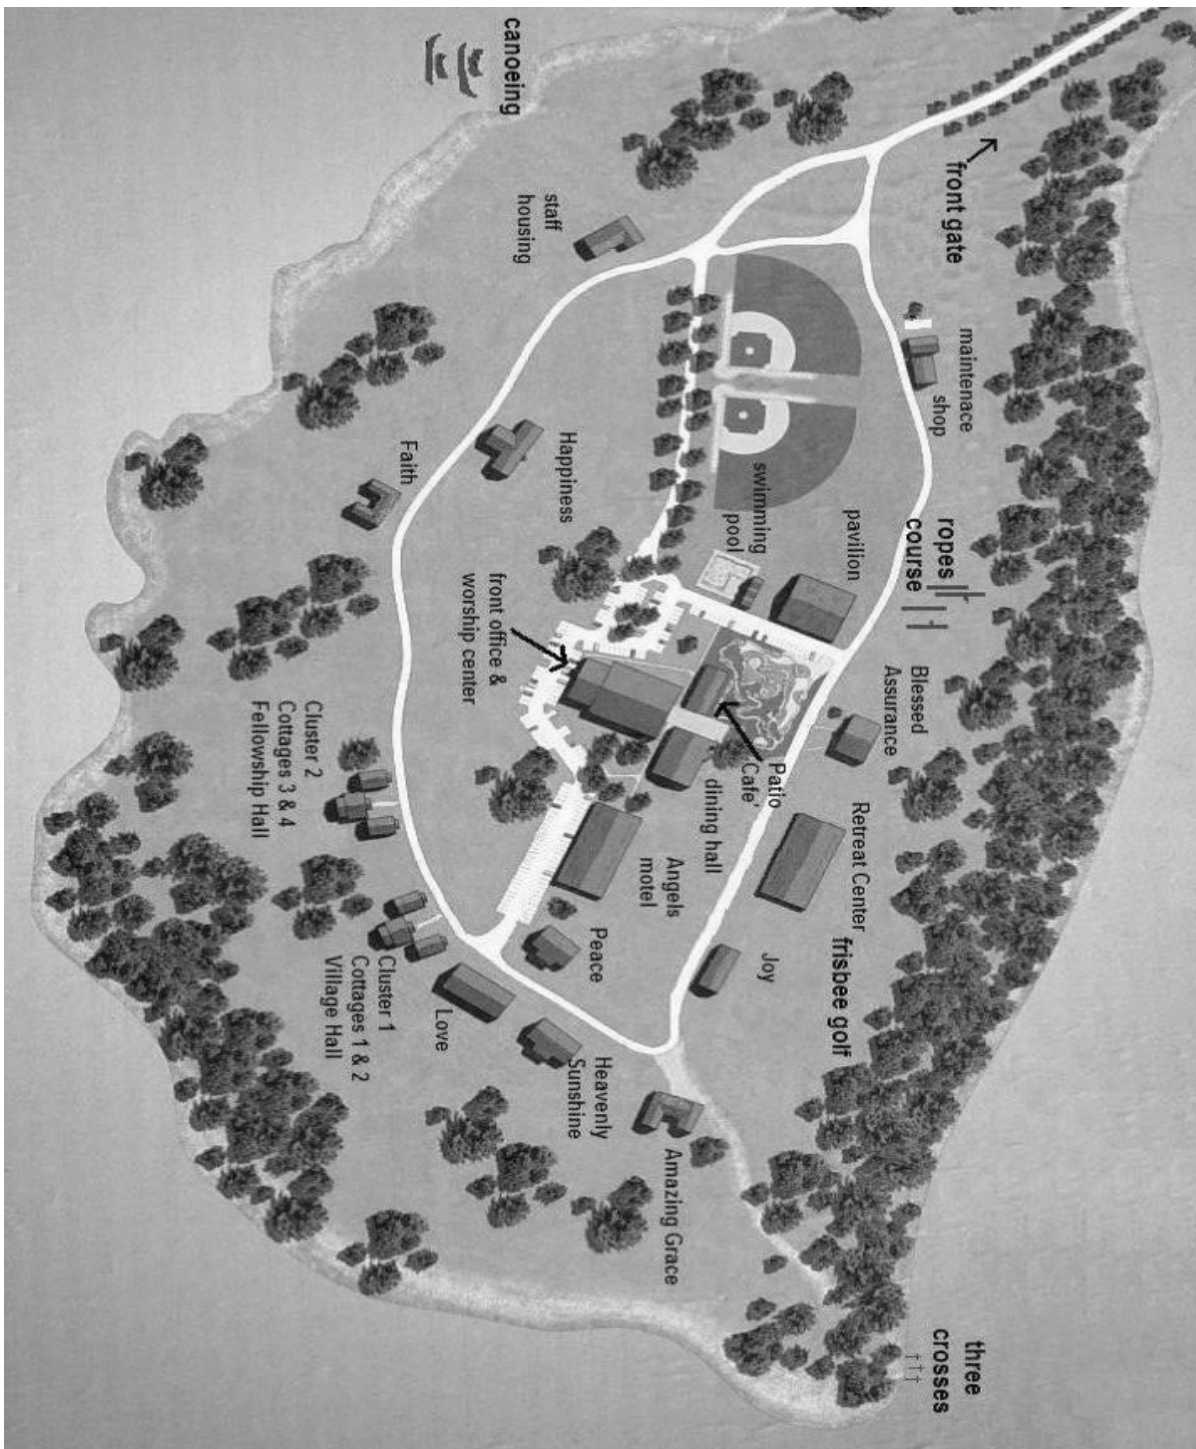 canoeing
front gate
staff
housing
maintenace
shop
ropes
course
pavilion
swimming
pool
Happiness
Faith
front office &
worship center
Blessed
Assurance
Patio
Cafe'
dining hall
Retreat Center
frisbee golf
Angels
motel
Peace
Joy
Cluster 2
Cottages 3 & 4
Fellowship Hall
Cluster 1
Cottages 1 & 2
Village Hall
Love
Heavenly
Sunshine
Amazing Grace
three
crosses